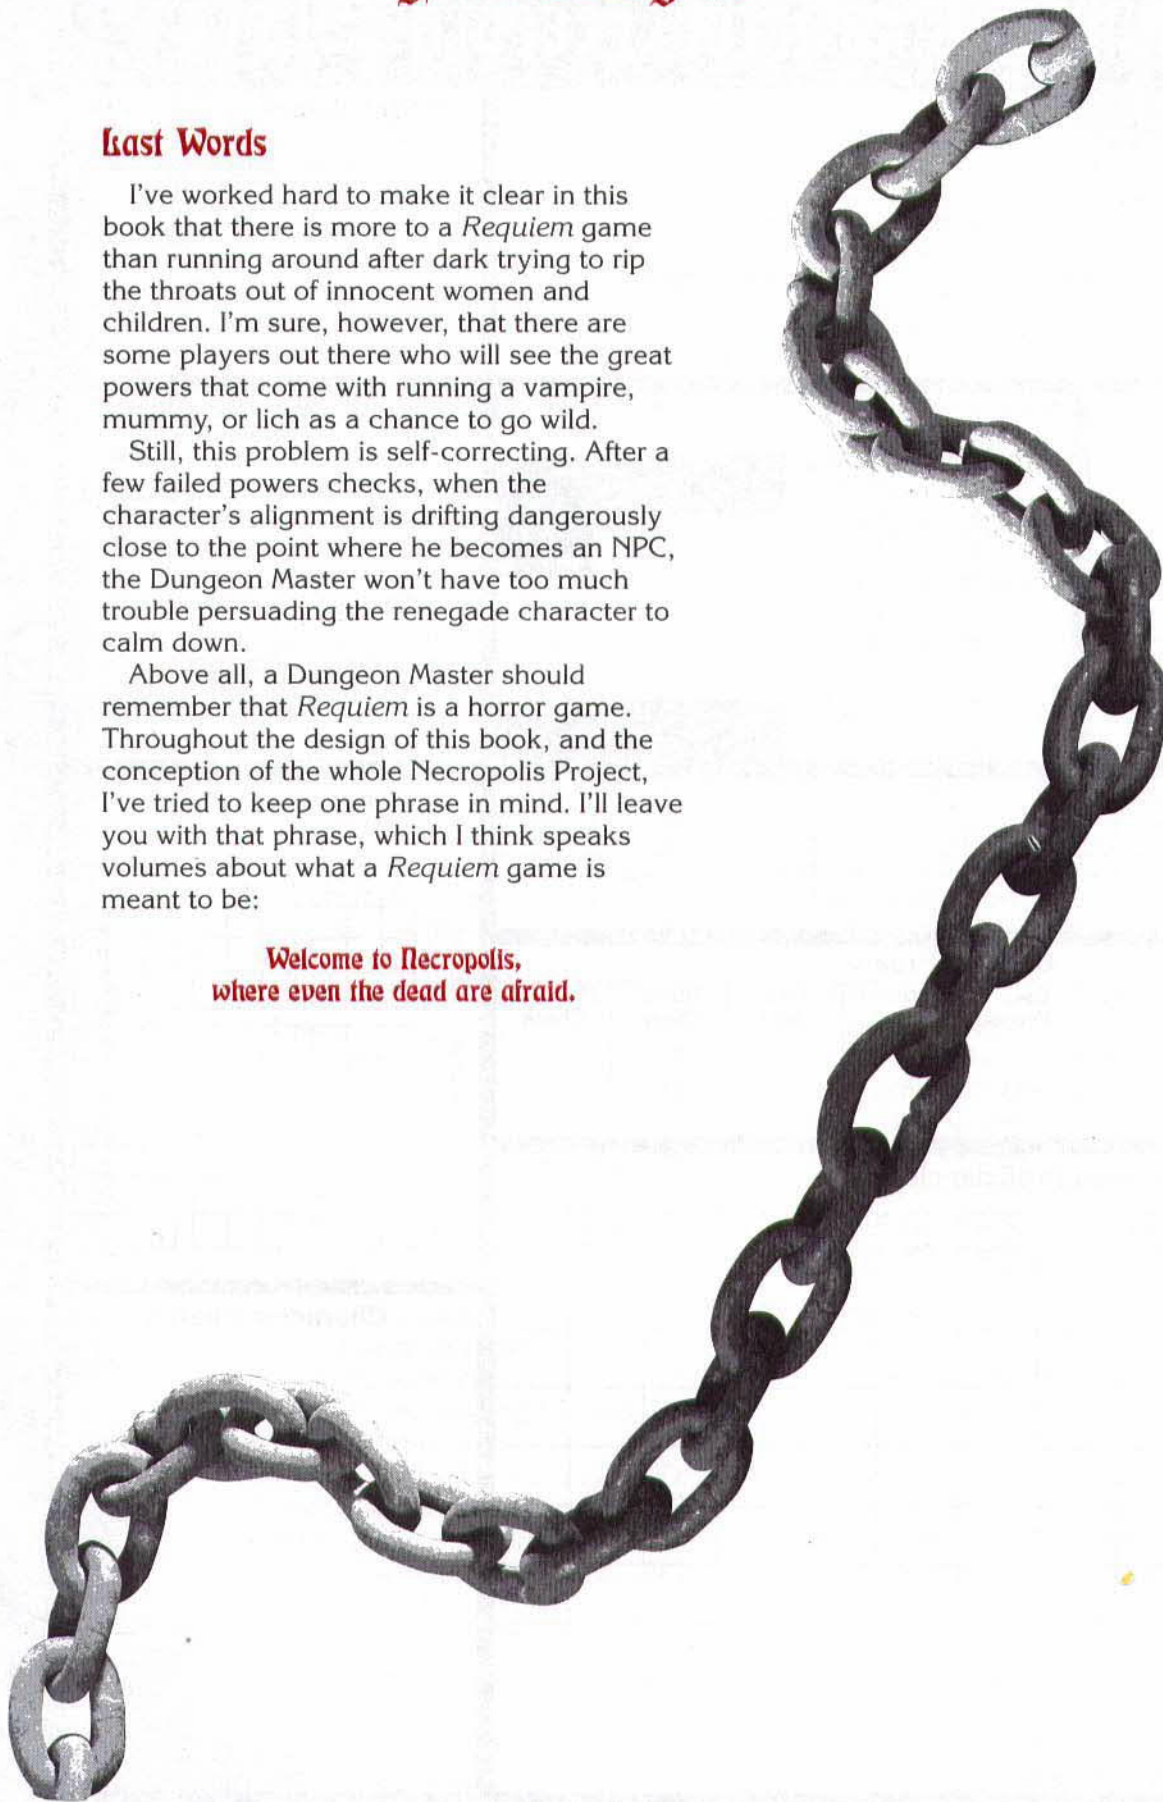 Last Words
I've worked hard to make it clear in this
book that there is more to a Requiem game
than running around after dark trying to rip
the throats out of innocent women and
children. I'm sure, however, that there are
some players out there who will see the great
powers that come with running a vampire,
mummy, or lich as a chance to go wild.
Still, this problem is self-correcting. After a
few failed powers checks, when the
character's alignment is drifting dangerously
close to the point where he becomes an NPC,
the Dungeon Master won't have too much
trouble persuading the renegade character to
calm down.
Above all, a Dungeon Master should
remember that Requiem is a horror game.
Throughout the design of this book, and the
conception of the whole Necropolis Project,
I've tried to keep one phrase in mind. I'll leave
you with that phrase, which I think speaks
volumes about what a Requiem game is
meant to be:
Welcome to Necropolis,
where even the dead are afraid.